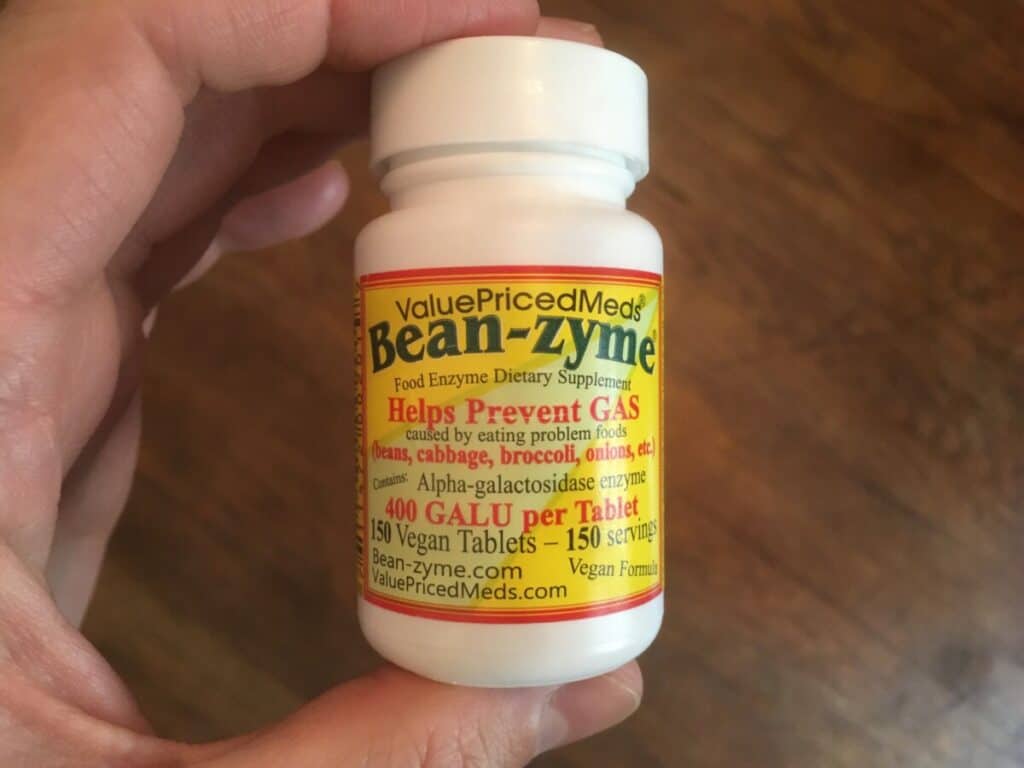 ValuePricedMeds®
Bean-zyme®
Food Enzyme Dietary Supplement
Helps Prevent GAS
caused by eating problem foods
(beans, cabbage, broccoli, onions, etc.)
Contains: Alpha-galactosidase enzyme
400 GALU per Tablet
150 Vegan Tablets – 150 servings
Bean-zyme.com Vegan Formula
ValuePricedMeds.com